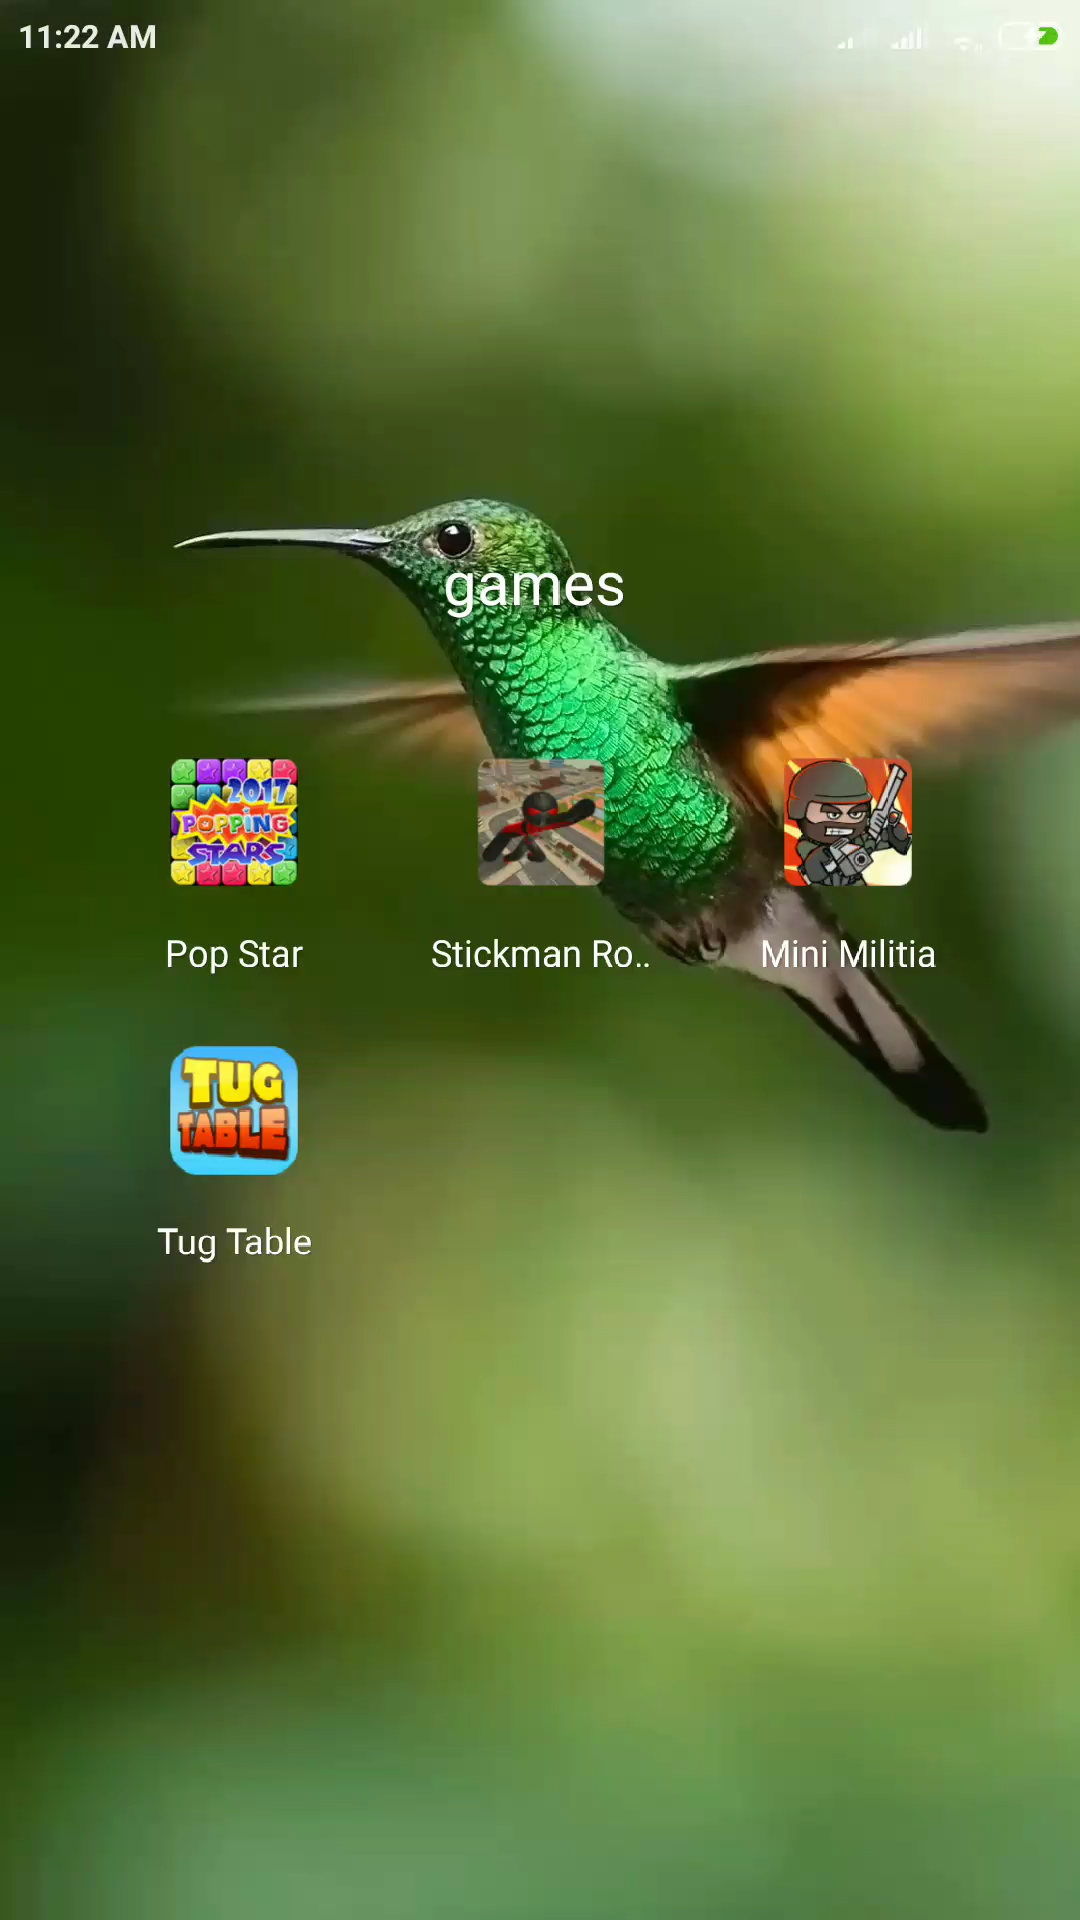 11:22 AM
games
2017
POPPING
STARS
Pop Star
Stickman Ro..
Mini Militia
TUG
TABLE
Tug Table